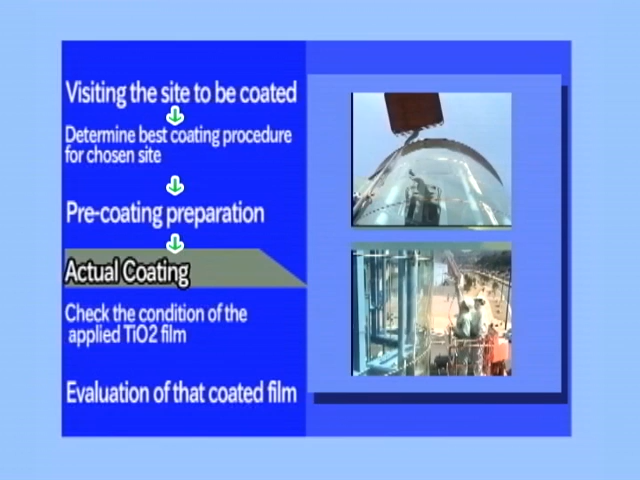 Visiting the site to be coated
Determine best coating procedure
for chosen site
Pre-coating preparation
Actual Coating
Check the condition of the
applied TiO2 film
Evaluation of that coated film